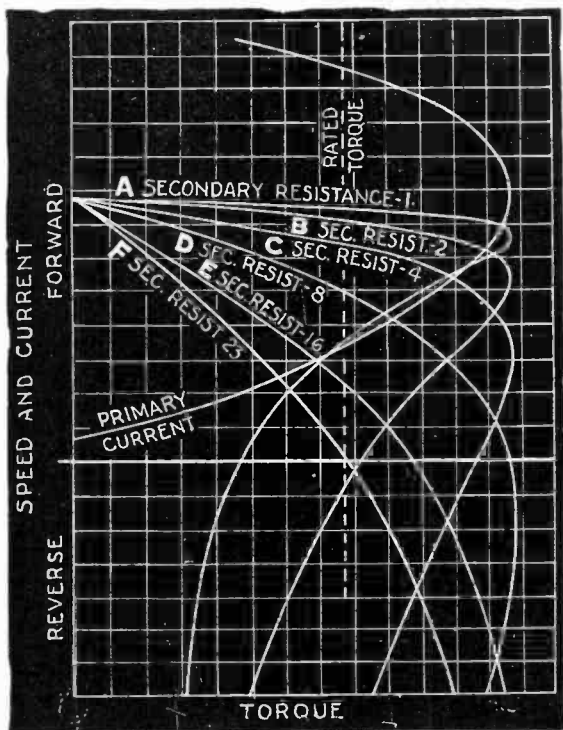 RATED
TORQUE
A SECONDARY RESISTANCE-1.
B SEC. RESIST-2
C SEC. RESIST-4
D SEC. RESIST-8
E SEC. RESIST-16
F SEC. RESIST 23
PRIMARY
CURRENT
SPEED AND CURRENT
FORWARD
REVERSE
TORQUE